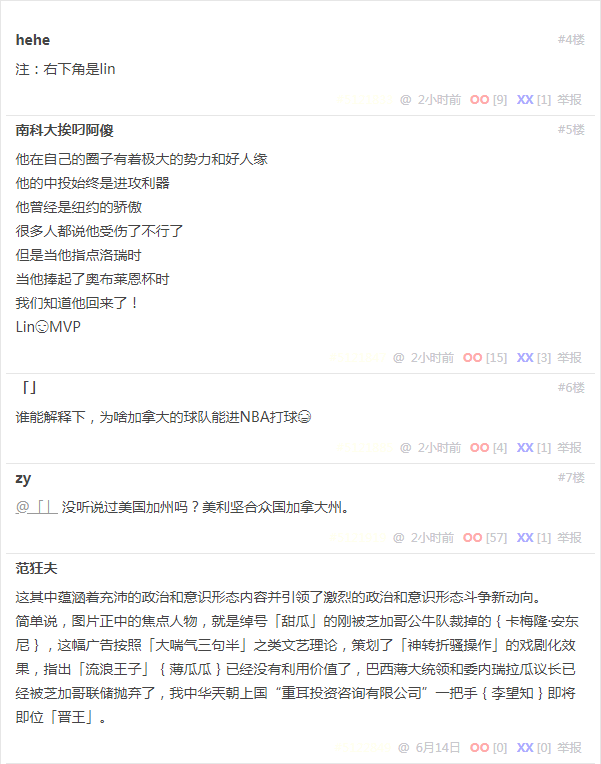 hehe #4楼
注：右下角是lin
@ 2小时前 OO [9] XX [1] 举报
南科大挨叼阿傻 #5楼
他在自己的圈子有着极大的势力和好人缘
他的中投始终是进攻利器
他曾经是纽约的骄傲
很多人都说他受伤了不行了
但是当他指点洛瑞时
当他捧起了奥布莱恩杯时
我们知道他回来了！
Lin😉MVP
@ 2小时前 OO [15] XX [3] 举报
「」 #6楼
谁能解释下，为啥加拿大的球队能进NBA打球😂
@ 2小时前 OO [4] XX [1] 举报
zy #7楼
@「」 没听说过美国加州吗？美利坚合众国加拿大州。
@ 2小时前 OO [57] XX [1] 举报
范狂夫
这其中蕴涵着充沛的政治和意识形态内容并引领了激烈的政治和意识形态斗争新动向。
简单说，图片正中的焦点人物，就是绰号「甜瓜」的刚被芝加哥公牛队裁掉的｛卡梅隆·安东
尼｝，这幅广告按照「大喘气三句半」之类文艺理论，策划了「神转折骚操作」的戏剧化效
果，指出「流浪王子」｛薄瓜瓜｝已经没有利用价值了，巴西薄大统领和委内瑞拉瓜议长已
经被芝加哥联储抛弃了，我中华天朝上国“重耳投资咨询有限公司”一把手｛李望知｝即将
即位「晋王」。
@ 6月14日 OO [0] XX [0] 举报